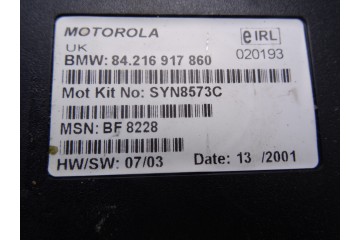 MOTOROLA
e IRL
UK
020193
BMW: 84.216 917 860
Mot Kit No: SYN8573C
MSN: BF 8228
HW/SW: 07/03 Date: 13 /2001